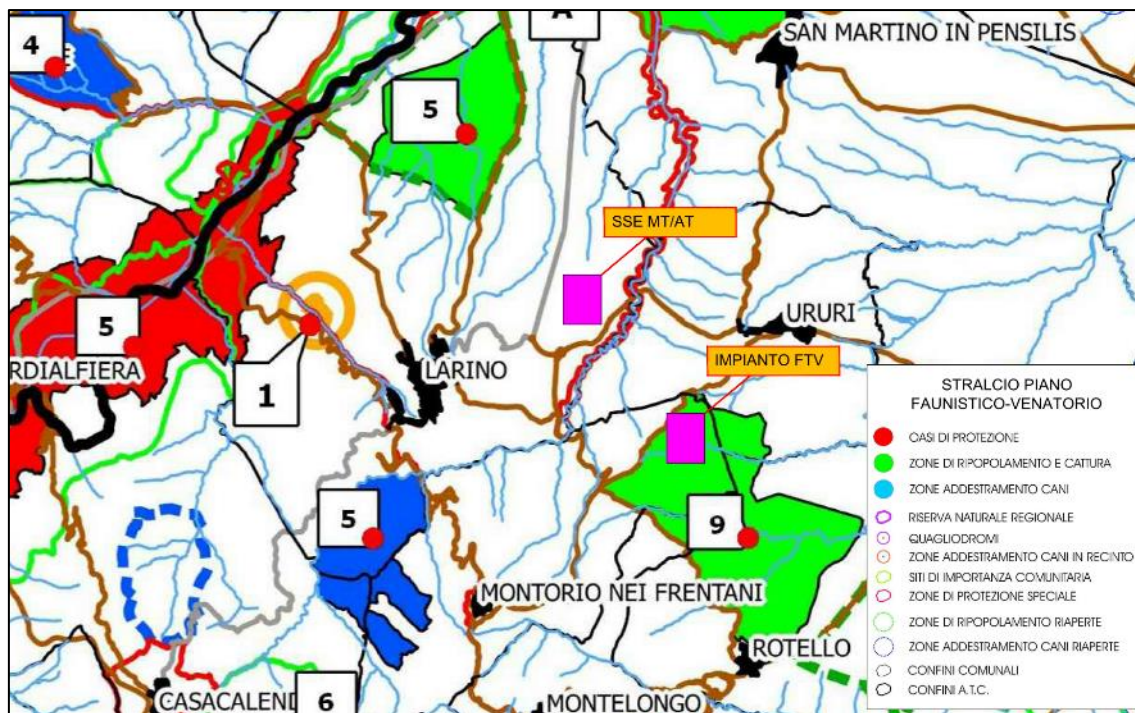 SAN MARTINO IN PENSILIS
4
5
SSE MT/AT
5
1
URURI
RDIALFIERA
LARINO
IMPIANTO FTV
5
9
MONTORIO NEI FRENTANI
ROTELLO
CASACALEND
6
MONTELONGO
STRALCIO PIANO
FAUNISTICO-VENATORIO
OASI DI PROTEZIONE
ZONE DI RIPOPOLAMENTO E CATTURA
ZONE ADDESTRAMENTO CANI
RISERVA NATURALE REGIONALE
QUAGLIODROMI
ZONE ADDESTRAMENTO CANI IN RECINTO
SITI DI IMPORTANZA COMUNITARIA
ZONE DI PROTEZIONE SPECIALE
ZONE DI RIPOPOLAMENTO RIAPERTE
ZONE ADDESTRAMENTO CANI RIAPERTE
CONFINI COMUNALI
CONFINI A.T.C.